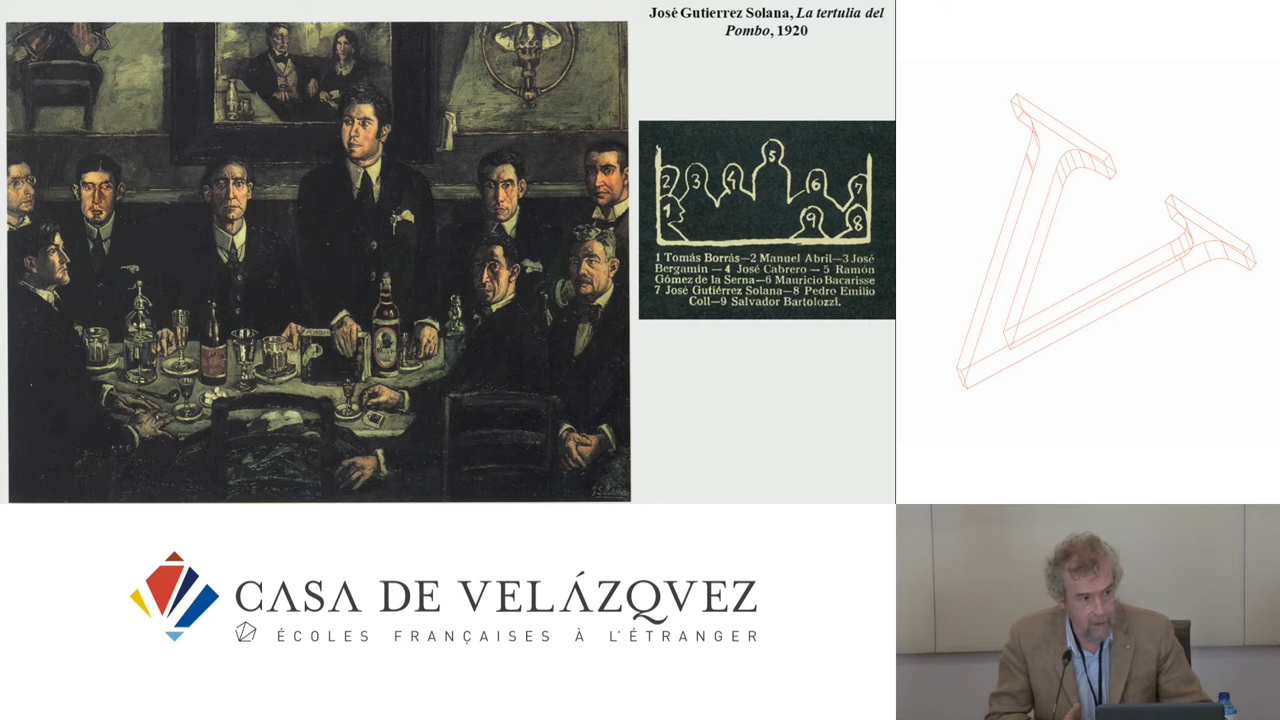 José Gutierrez Solana, La tertulia del
Pombo, 1920
5
2 3 4 6 7
1 9 8
1 Tomás Borrás—2 Manuel Abril—3 José
Bergamin — 4 José Cabrero — 5 Ramón
Gómez de la Serna—6 Mauricio Bacarisse
7 José Gutiérrez Solana—8 Pedro Emilio
Coll—9 Salvador Bartolozzi.
CASA DE VELÁZQVEZ
ÉCOLES FRANÇAISES À L'ÉTRANGER